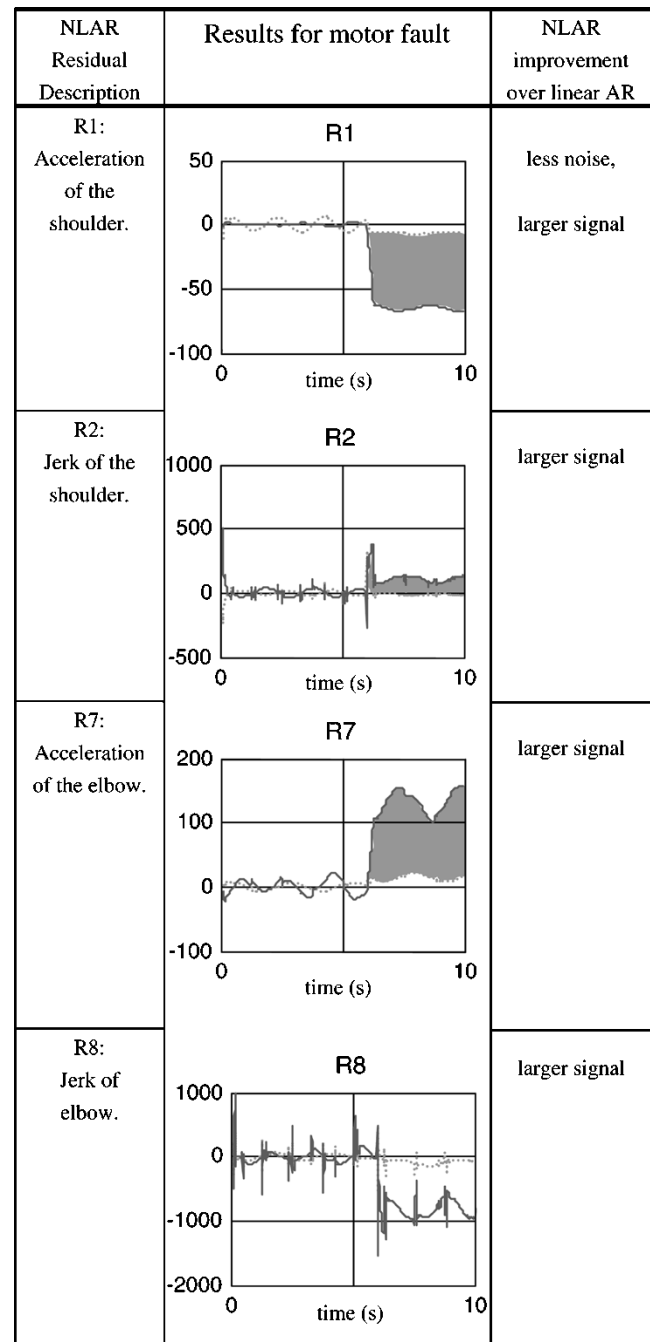 NLAR
Residual
Description
Results for motor fault
NLAR
improvement
over linear AR
R1:
Acceleration
of the
shoulder.
R1
50
0
-50
-100
0
10
time (s)
less noise,
larger signal
R2:
Jerk of the
shoulder.
R2
1000
500
0
-500
0
10
time (s)
larger signal
R7:
Acceleration
of the elbow.
R7
200
100
0
-100
0
10
time (s)
larger signal
R8:
Jerk of
elbow.
R8
1000
0
-1000
-2000
0
10
time (s)
larger signal